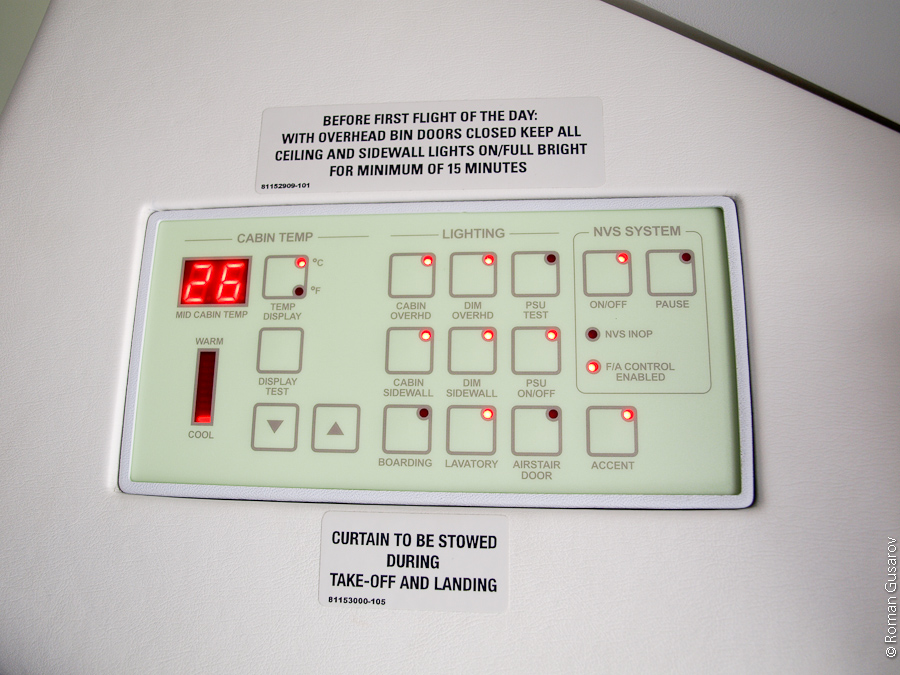 BEFORE FIRST FLIGHT OF THE DAY:
WITH OVERHEAD BIN DOORS CLOSED KEEP ALL
CEILING AND SIDEWALL LIGHTS ON/FULL BRIGHT
FOR MINIMUM OF 15 MINUTES
81152909-101
CABIN TEMP
26
MID CABIN TEMP
°C
°F
TEMP
DISPLAY
WARM
COOL
DISPLAY
TEST
LIGHTING
CABIN
OVERHD
DIM
OVERHD
PSU
TEST
CABIN
SIDEWALL
DIM
SIDEWALL
PSU
ON/OFF
BOARDING
LAVATORY
AIRSTAIR
DOOR
NVS SYSTEM
ON/OFF
PAUSE
NVS INOP
F/A CONTROL
ENABLED
ACCENT
CURTAIN TO BE STOWED
DURING
TAKE-OFF AND LANDING
81153000-105
© Roman Gusarov